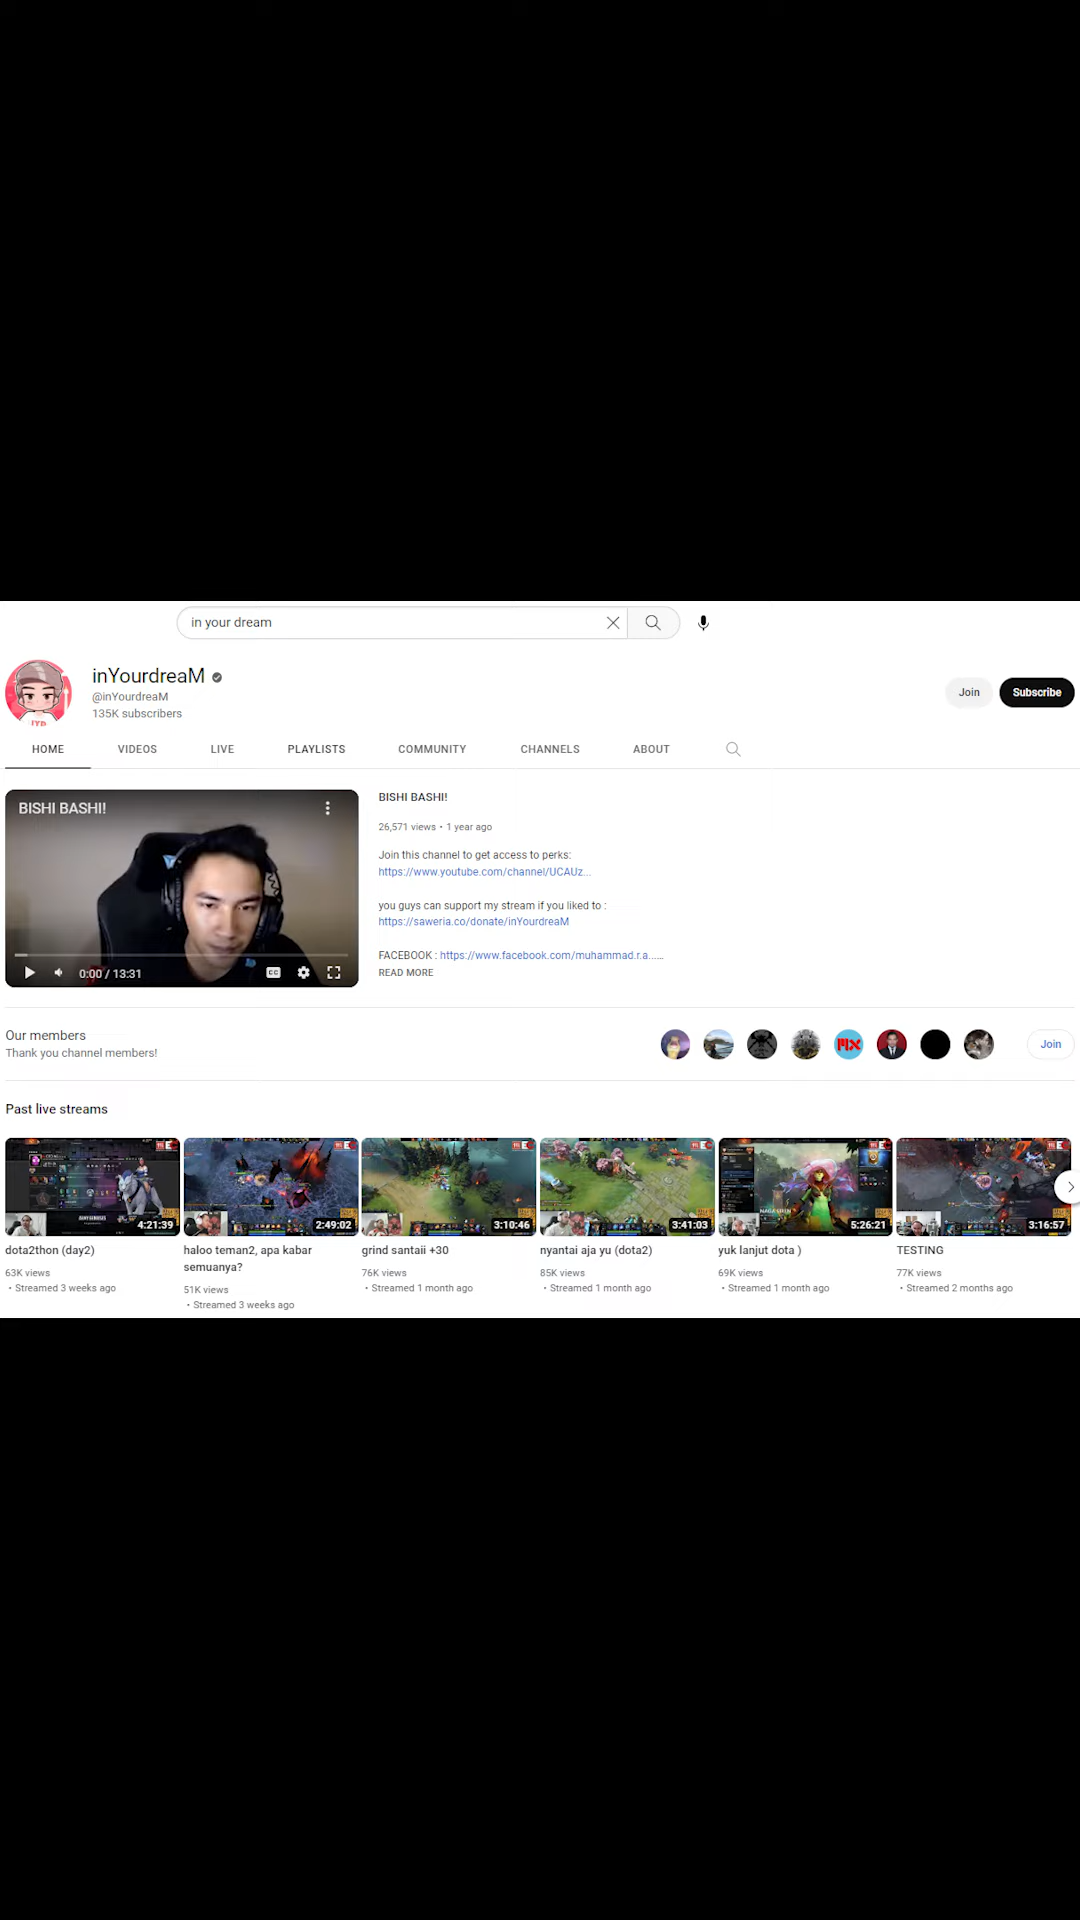 in your dream
inYourdreaM
@inYourdreaM
135K subscribers
Join
Subscribe
HOME
VIDEOS
LIVE
PLAYLISTS
COMMUNITY
CHANNELS
ABOUT
BISHI BASHI!
0:00 / 13:31
BISHI BASHI!
26,571 views • 1 year ago
Join this channel to get access to perks:
https://www.youtube.com/channel/UCAUz...
you guys can support my stream if you liked to :
https://saweria.co/donate/inYourdreaM
FACEBOOK : https://www.facebook.com/muhammad.r.a......
READ MORE
Our members
Thank you channel members!
Join
Past live streams
4:21:39
2:49:02
3:10:46
3:41:03
5:26:21
3:16:57
dota2thon (day2)
63K views
• Streamed 3 weeks ago
haloo teman2, apa kabar
semuanya?
51K views
• Streamed 3 weeks ago
grind santaii +30
76K views
• Streamed 1 month ago
nyantai aja yu (dota2)
85K views
• Streamed 1 month ago
yuk lanjut dota )
69K views
• Streamed 1 month ago
TESTING
77K views
• Streamed 2 months ago